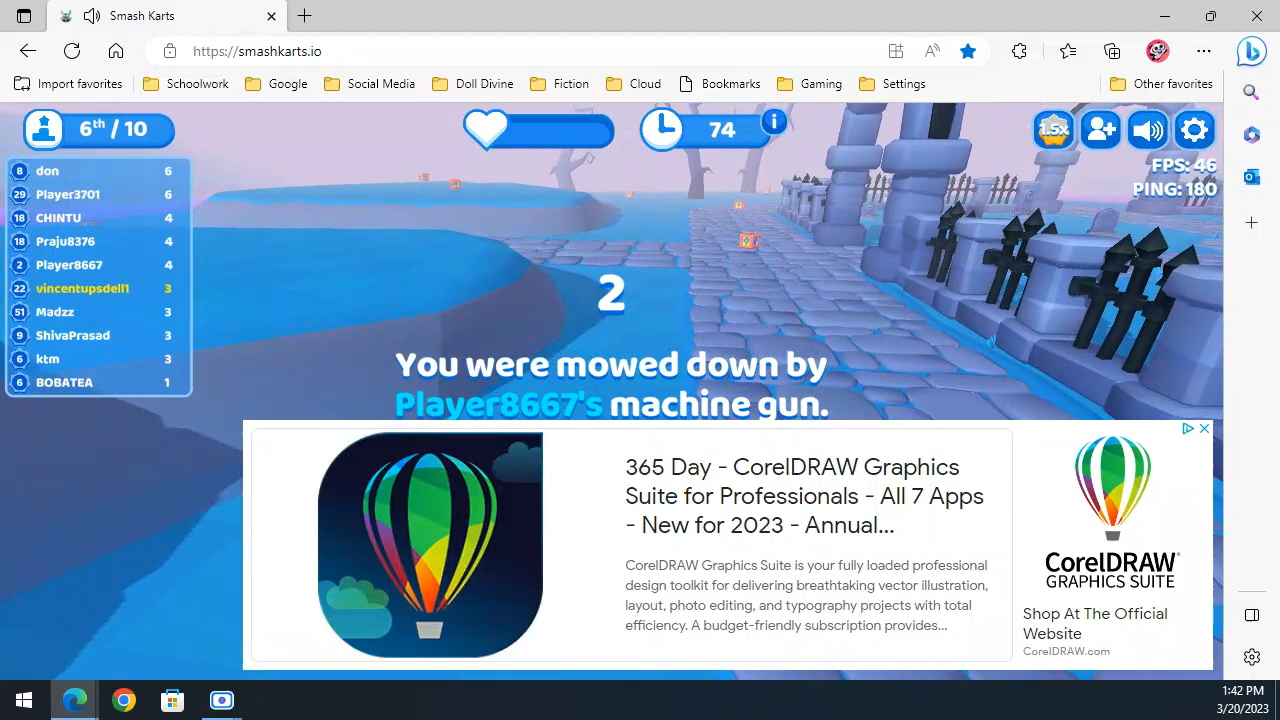 Smash Karts
https://smashkarts.io
Import favorites
Schoolwork
Google
Social Media
Doll Divine
Fiction
Cloud
Bookmarks
Gaming
Settings
Other favorites
6th / 10
74
i
1.5x
FPS: 46
PING: 180
8 don 6
29 Player3701 6
18 CHINTU 4
18 Praju8376 4
2 Player8667 4
22 vincentupsdell1 3
51 Madzz 3
9 ShivaPrasad 3
6 ktm 3
6 BOBATEA 1
2
You were mowed down by
Player8667's machine gun.
365 Day - CorelDRAW Graphics
Suite for Professionals - All 7 Apps
- New for 2023 - Annual...
CorelDRAW Graphics Suite is your fully loaded professional
design toolkit for delivering breathtaking vector illustration,
layout, photo editing, and typography projects with total
efficiency. A budget-friendly subscription provides...
CorelDRAW®
GRAPHICS SUITE
Shop At The Official
Website
CorelDRAW.com
1:42 PM
3/20/2023